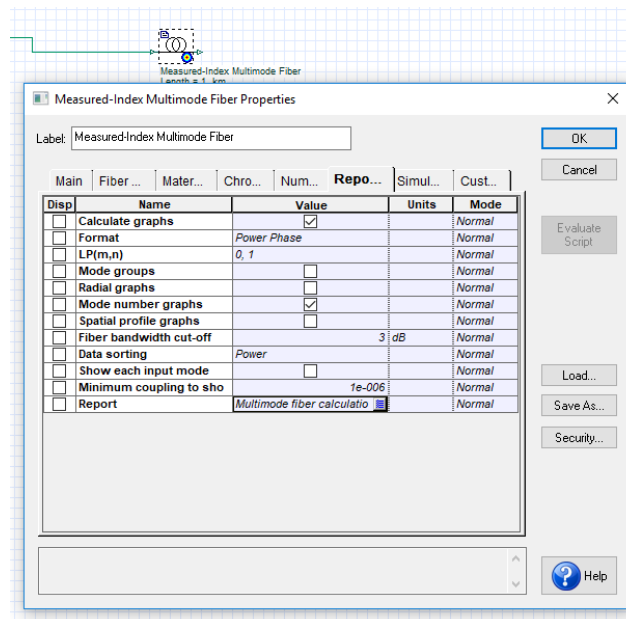 Measured-Index Multimode Fiber
Length = 1 km
Measured-Index Multimode Fiber Properties
Label: Measured-Index Multimode Fiber
OK
Cancel
Evaluate
Script
Load...
Save As...
Security...
Help
Main Fiber ... Mater... Chro... Num... Repo... Simul... Cust...
Disp Name Value Units Mode
Calculate graphs Normal
Format Power Phase Normal
LP(m,n) 0, 1 Normal
Mode groups Normal
Radial graphs Normal
Mode number graphs Normal
Spatial profile graphs Normal
Fiber bandwidth cut-off 3 dB Normal
Data sorting Power Normal
Show each input mode Normal
Minimum coupling to sho 1e-006 Normal
Report Multimode fiber calculatio Normal